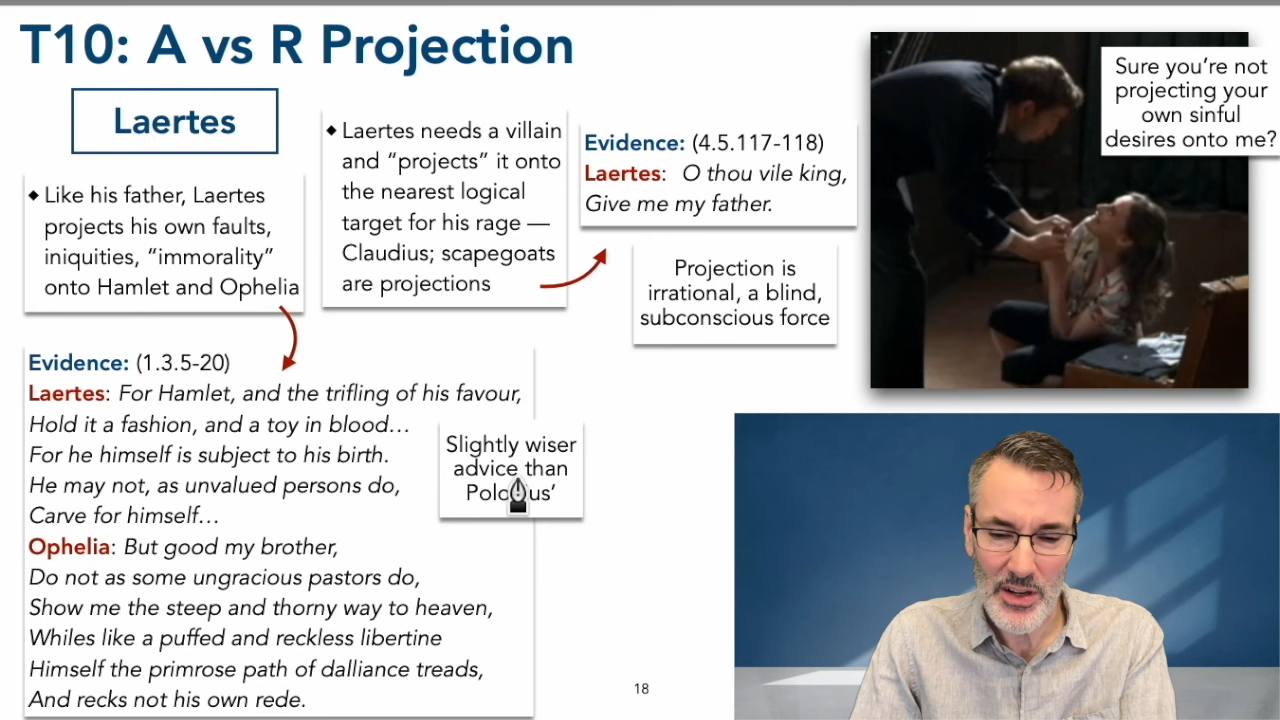 T10: A vs R Projection
Laertes
◆ Like his father, Laertes
projects his own faults,
iniquities, “immorality”
onto Hamlet and Ophelia
◆ Laertes needs a villain
and “projects” it onto
the nearest logical
target for his rage —
Claudius; scapegoats
are projections
Evidence: (4.5.117-118)
Laertes: O thou vile king,
Give me my father.
Projection is
irrational, a blind,
subconscious force
Sure you’re not
projecting your
own sinful
desires onto me?
Evidence: (1.3.5-20)
Laertes: For Hamlet, and the trifling of his favour,
Hold it a fashion, and a toy in blood…
For he himself is subject to his birth.
He may not, as unvalued persons do,
Carve for himself…
Ophelia: But good my brother,
Do not as some ungracious pastors do,
Show me the steep and thorny way to heaven,
Whiles like a puffed and reckless libertine
Himself the primrose path of dalliance treads,
And recks not his own rede.
Slightly wiser
advice than
Polonius’
18